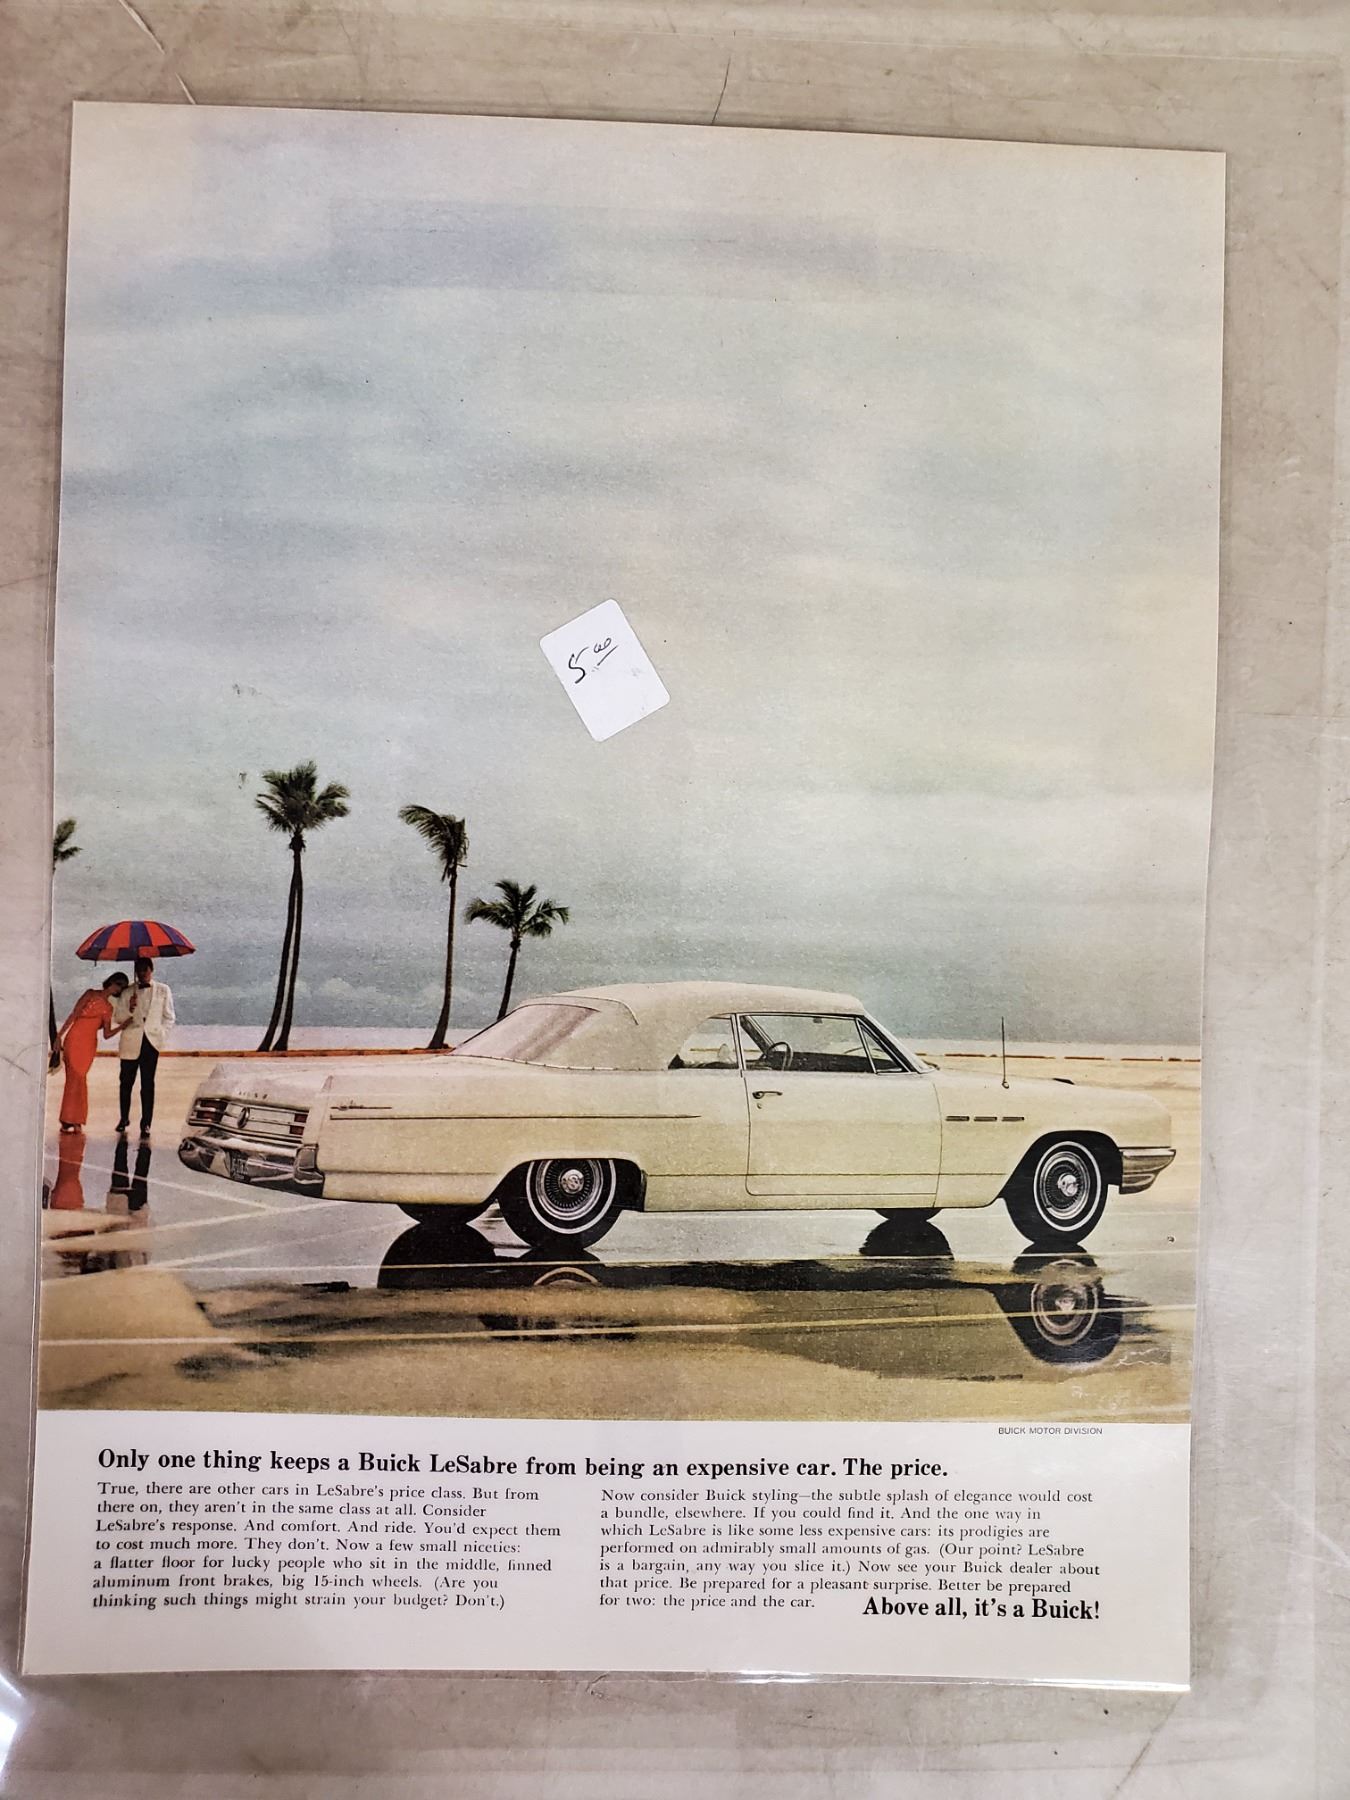 5.00
BUICK MOTOR DIVISION
Only one thing keeps a Buick LeSabre from being an expensive car. The price.
True, there are other cars in LeSabre's price class. But from
there on, they aren't in the same class at all. Consider
LeSabre's response. And comfort. And ride. You'd expect them
to cost much more. They don't. Now a few small niceties:
a flatter floor for lucky people who sit in the middle, finned
aluminum front brakes, big 15-inch wheels. (Are you
thinking such things might strain your budget? Don't.)
Now consider Buick styling—the subtle splash of elegance would cost
a bundle, elsewhere. If you could find it. And the one way in
which LeSabre is like some less expensive cars: its prodigies are
performed on admirably small amounts of gas. (Our point? LeSabre
is a bargain, any way you slice it.) Now see your Buick dealer about
that price. Be prepared for a pleasant surprise. Better be prepared
for two: the price and the car.
Above all, it's a Buick!